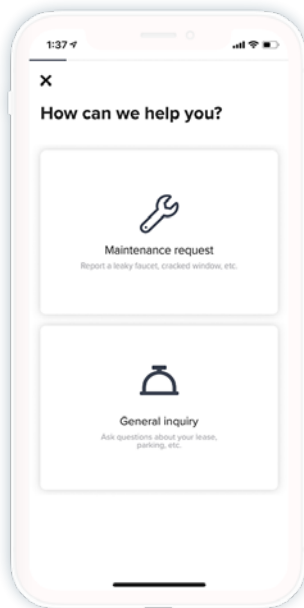 1:37
How can we help you?
Maintenance request
Report a leaky faucet, cracked window, etc.
General inquiry
Ask questions about your lease,
parking, etc.